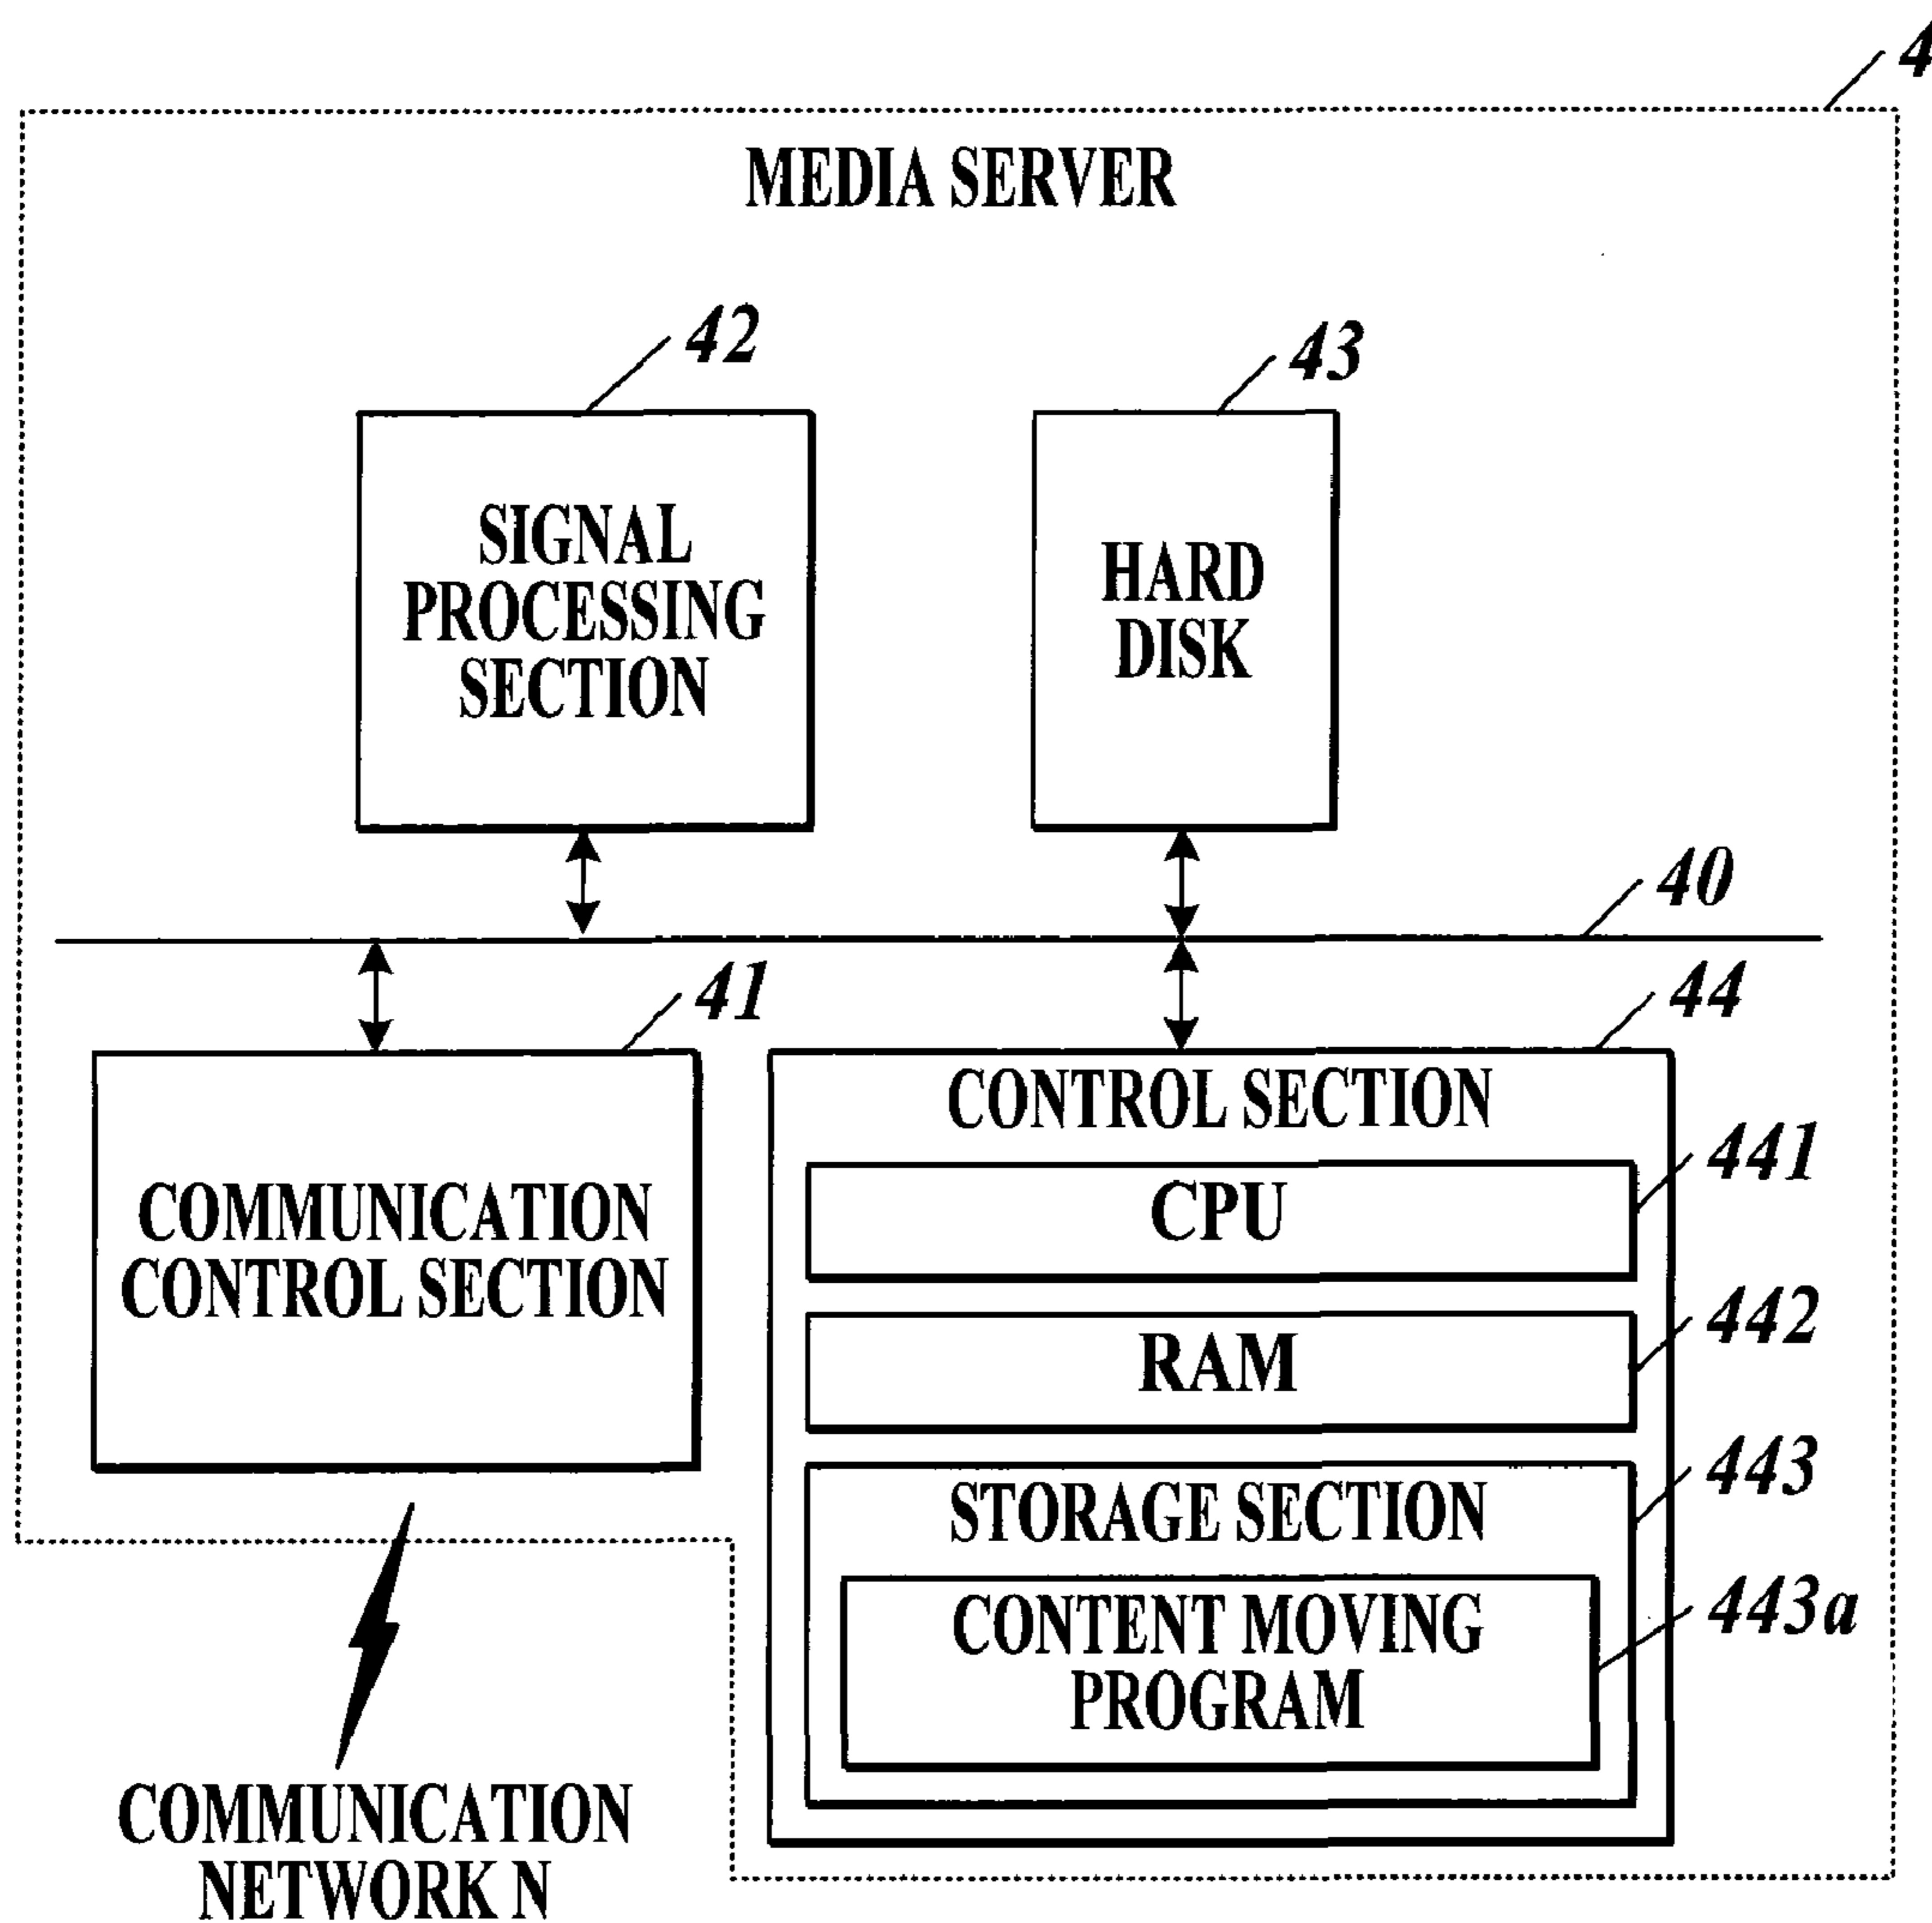 4
MEDIA SERVER
42
43
SIGNAL
PROCESSING
SECTION
HARD
DISK
40
41
44
COMMUNICATION
CONTROL SECTION
CONTROL SECTION
441
CPU
442
RAM
443
STORAGE SECTION
443a
CONTENT MOVING
PROGRAM
COMMUNICATION
NETWORK N